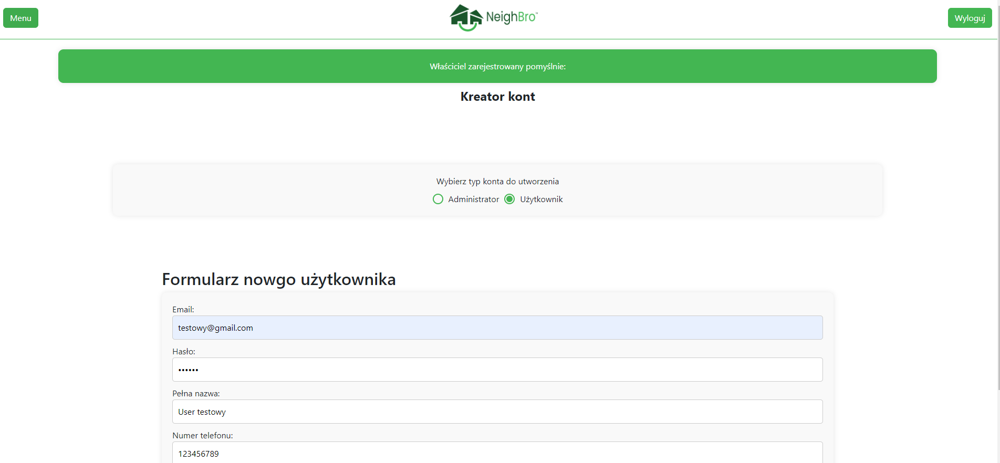 Menu
NeighBro™
Wyloguj
Właściciel zarejestrowany pomyślnie:
Kreator kont
Wybierz typ konta do utworzenia
Administrator Użytkownik
Formularz nowgo użytkownika
Email:
testowy@gmail.com
Hasło:
••••••
Pełna nazwa:
User testowy
Numer telefonu:
123456789